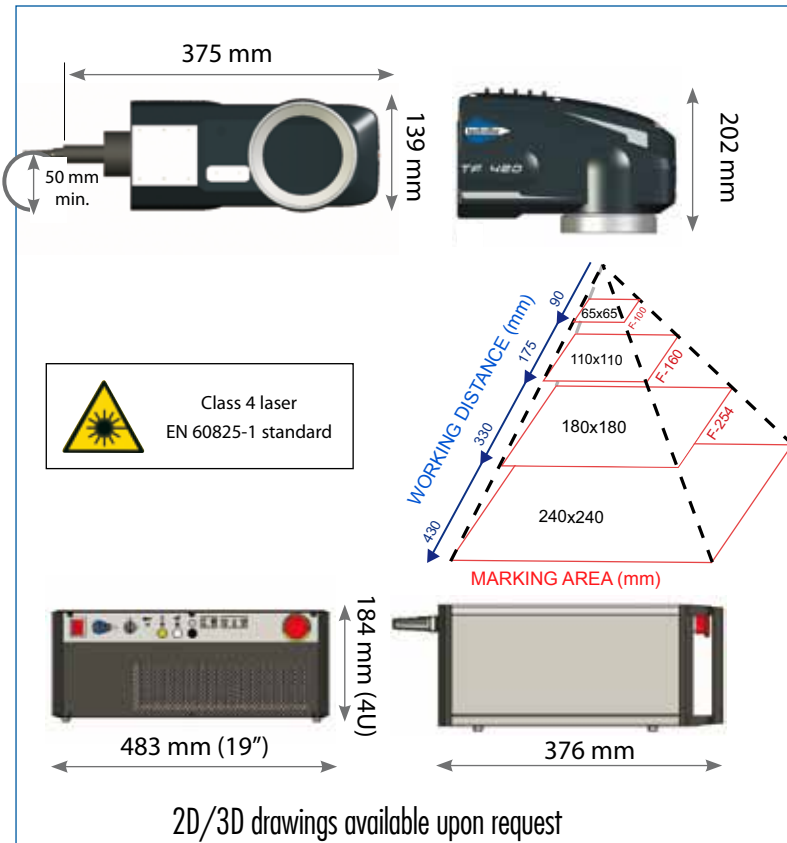 375 mm
139 mm
50 mm
min.
202 mm
TF 420
WORKING DISTANCE (mm)
90
175
330
430
65x65
110x110
180x180
240x240
F-100
F-160
F-254
MARKING AREA (mm)
Class 4 laser
EN 60825-1 standard
184 mm (4U)
483 mm (19”)
376 mm
2D/3D drawings available upon request